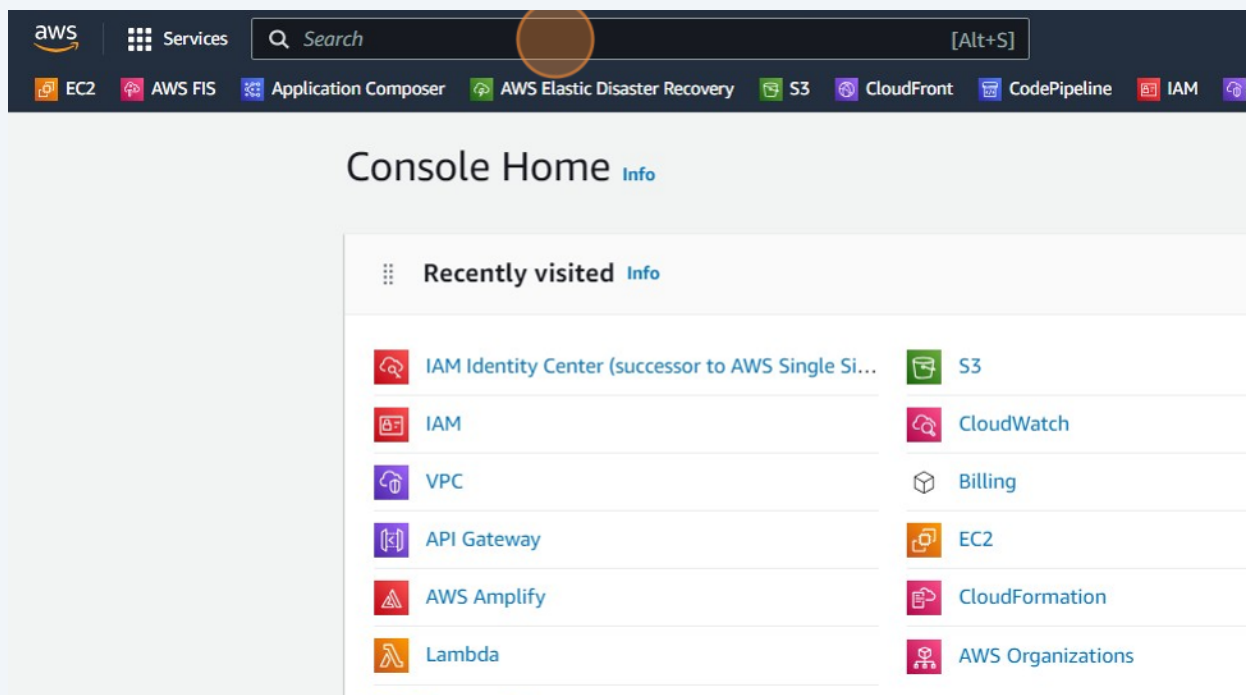 aws Services Search [Alt+S]
EC2 AWS FIS Application Composer AWS Elastic Disaster Recovery S3 CloudFront CodePipeline IAM
Console Home Info
Recently visited Info
IAM Identity Center (successor to AWS Single Si...
S3
IAM
CloudWatch
VPC
Billing
API Gateway
EC2
AWS Amplify
CloudFormation
Lambda
AWS Organizations